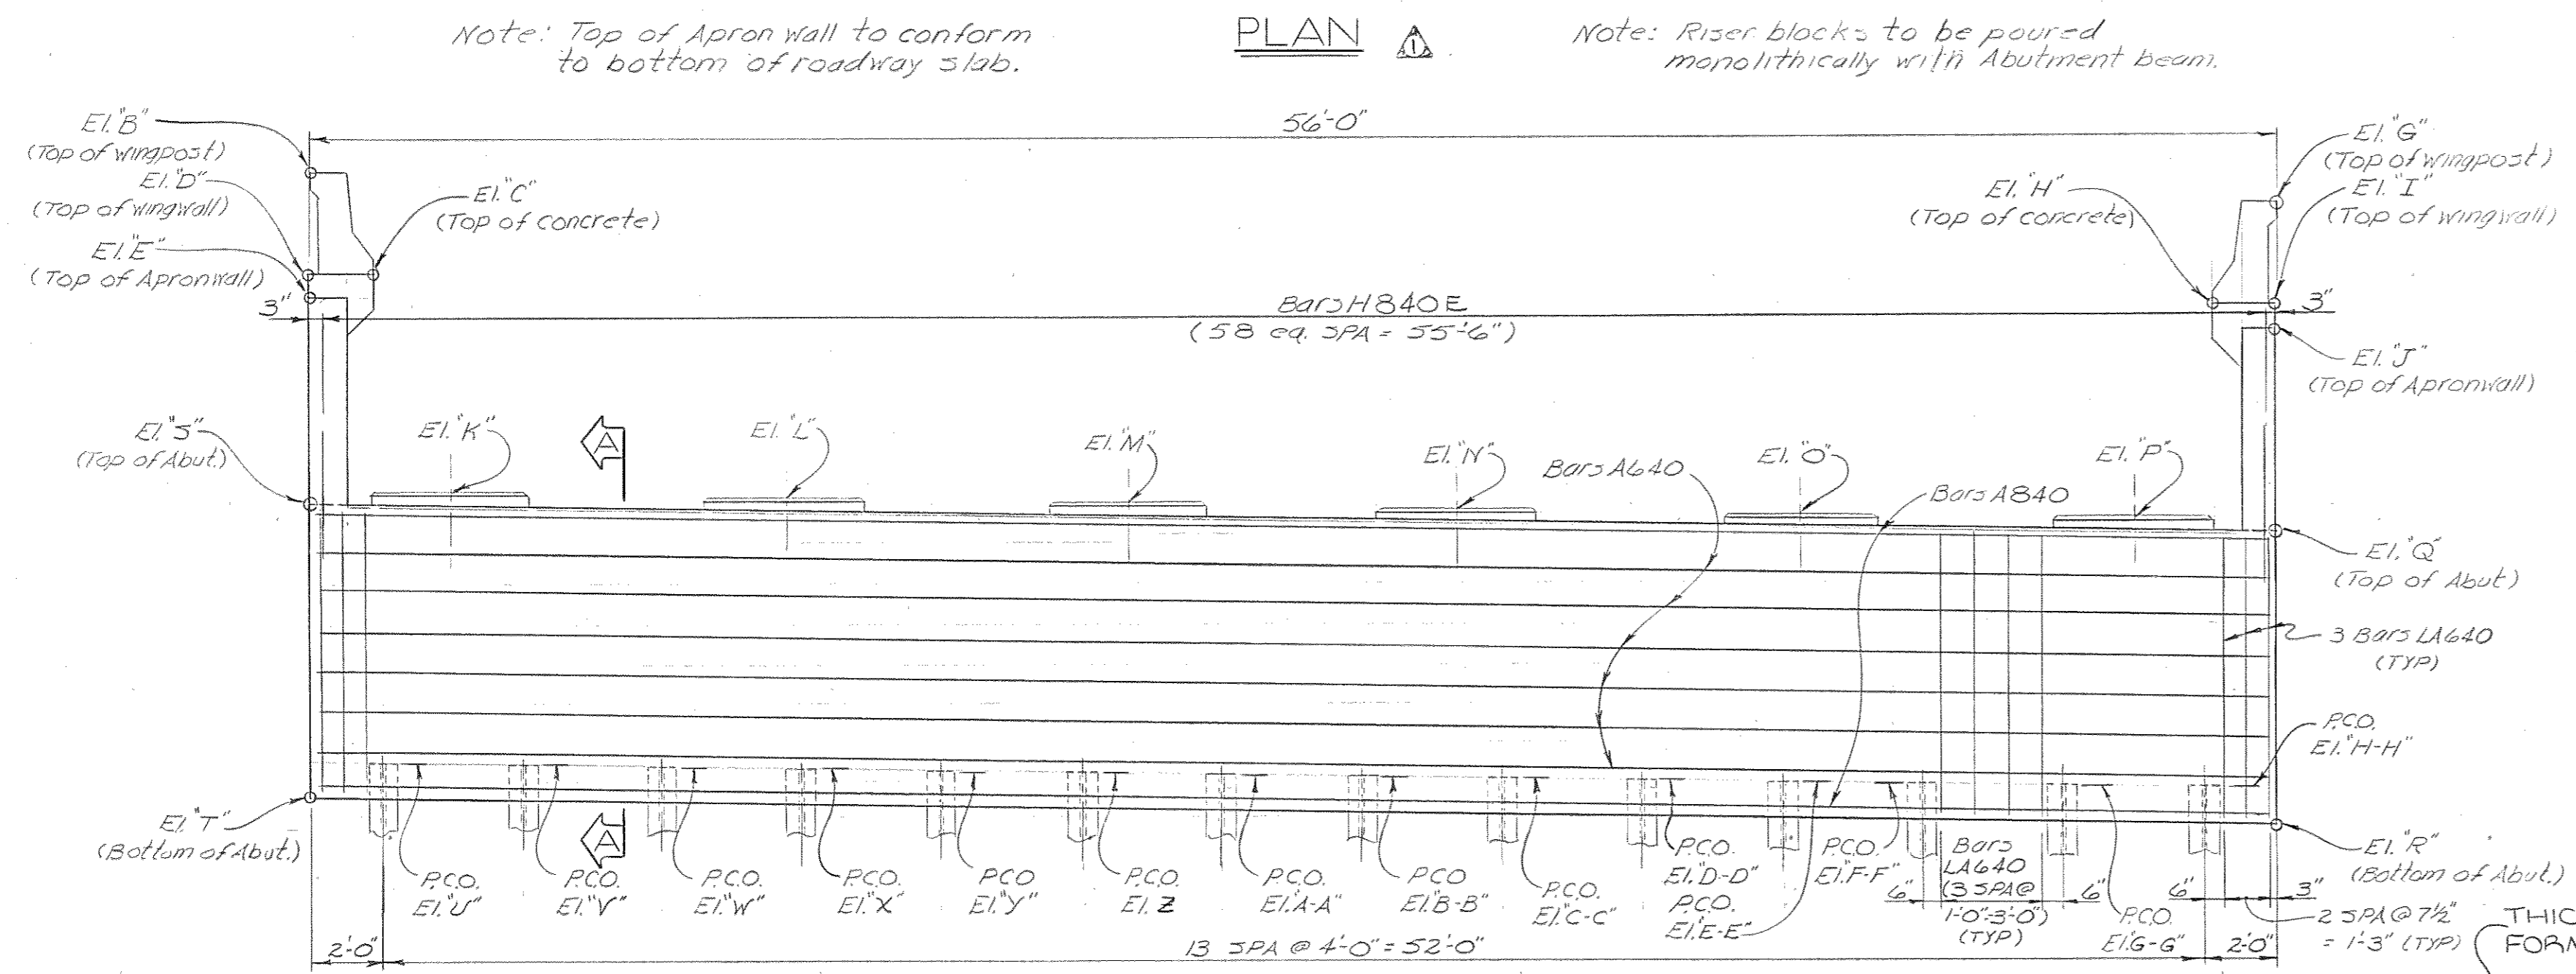 Note: Top of Apron wall to conform
to bottom of roadway slab.
PLAN
1
Note: Riser blocks to be poured
monolithically with Abutment beam.
56'-0"
El. "B"
(Top of wingpost)
El. "D"
(Top of wingwall)
El. "E"
(Top of Apronwall)
3"
El. "C"
(Top of concrete)
El. "G"
(Top of wingpost)
El. "H"
(Top of concrete)
El. "I"
(Top of wingwall)
3"
Bars H840E
(58 eq. SPA = 55'-6")
El. "J"
(Top of Apronwall)
El. "S"
(Top of Abut.)
El. "K"
A
El. "L"
El. "M"
El. "N"
Bars A640
El. "O"
Bars A840
El. "P"
El. "Q"
(Top of Abut)
3 Bars LA640
(TYP)
P.C.O.
El. "H-H"
El. "T"
(Bottom of Abut.)
A
P.C.O.
El. "U"
P.C.O.
El. "V"
P.C.O.
El. "W"
P.C.O.
El. "X"
P.C.O
El. "Y"
P.C.O.
El. Z
P.C.O.
El. "A-A"
P.C.O
El. "B-B"
P.C.O.
El. "C-C"
P.C.O.
El. "D-D"
P.C.O.
El. "E-E"
P.C.O.
El. "F-F"
6"
Bars
LA640
(3 SPA@
1'-0"-3'-0")
(TYP)
6"
P.C.O.
El. "G-G"
6"
3"
El. "R"
(Bottom of Abut.)
2 SPA @ 7½"
= 1'-3" (TYP)
2'-0"
13 SPA @ 4'-0" = 52'-0"
2'-0"
THIC
FORM